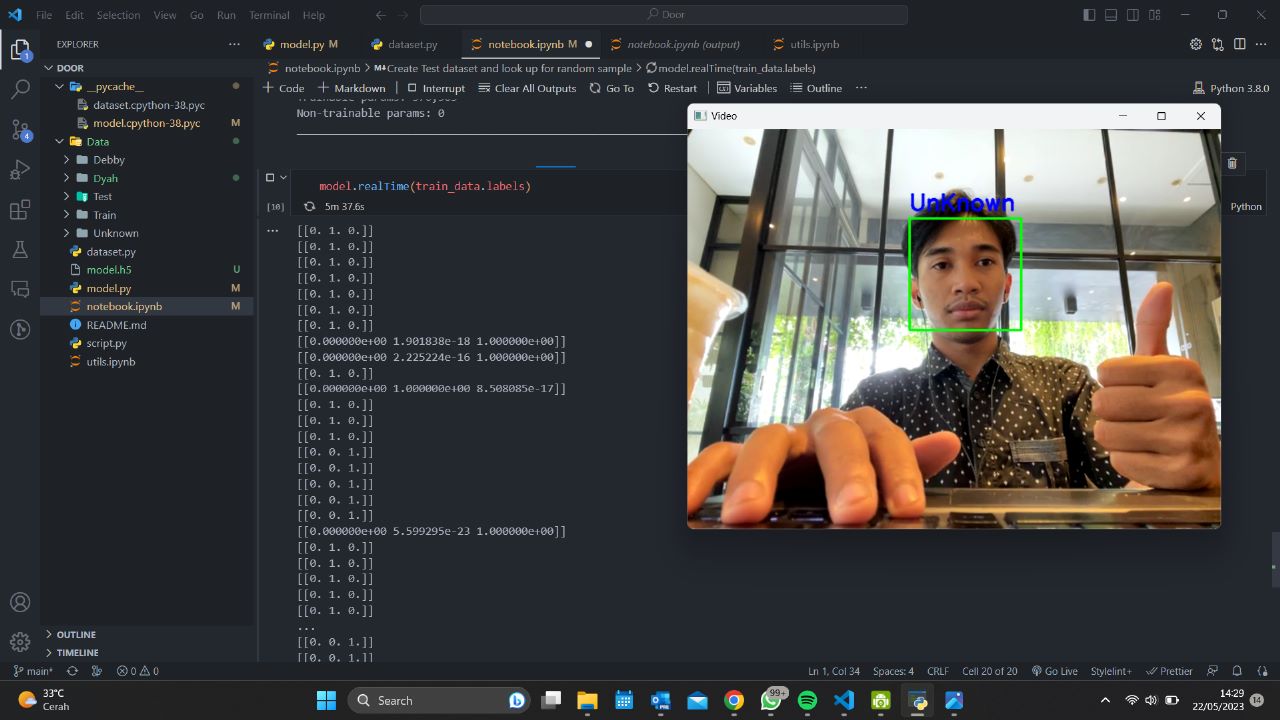 File Edit Selection View Go Run Terminal Help
Door
EXPLORER
model.py M
dataset.py
notebook.ipynb M
notebook.ipynb (output)
utils.ipynb
DOOR
notebook.ipynb > M Create Test dataset and look up for random sample > model.realTime(train_data.labels)
+ Code + Markdown Interrupt Clear All Outputs Go To Restart Variables Outline ... Python 3.8.0
__pycache__
dataset.cpython-38.pyc
model.cpython-38.pyc M
Data
Debby
Dyah
Test
Train
Unknown
dataset.py
model.h5 U
model.py M
notebook.ipynb M
README.md
script.py
utils.ipynb
Non-trainable params: 0
model.realTime(train_data.labels)
[10] 5m 37.6s
Python
[[0. 1. 0.]]
[[0. 1. 0.]]
[[0. 1. 0.]]
[[0. 1. 0.]]
[[0. 1. 0.]]
[[0. 1. 0.]]
[[0. 1. 0.]]
[[0.000000e+00 1.901838e-18 1.000000e+00]]
[[0.000000e+00 2.225224e-16 1.000000e+00]]
[[0. 1. 0.]]
[[0.000000e+00 1.000000e+00 8.508085e-17]]
[[0. 1. 0.]]
[[0. 1. 0.]]
[[0. 1. 0.]]
[[0. 0. 1.]]
[[0. 0. 1.]]
[[0. 0. 1.]]
[[0. 0. 1.]]
[[0. 0. 1.]]
[[0.000000e+00 5.599295e-23 1.000000e+00]]
[[0. 1. 0.]]
[[0. 1. 0.]]
[[0. 1. 0.]]
[[0. 1. 0.]]
[[0. 1. 0.]]
...
[[0. 0. 1.]]
[[0. 0. 1.]]
Video
UnKnown
OUTLINE
TIMELINE
main* 0 0 Ln 1, Col 34 Spaces: 4 CRLF Cell 20 of 20 Go Live Stylelint+ Prettier
33°C
Cerah
Search
99+
14:29
22/05/2023
14